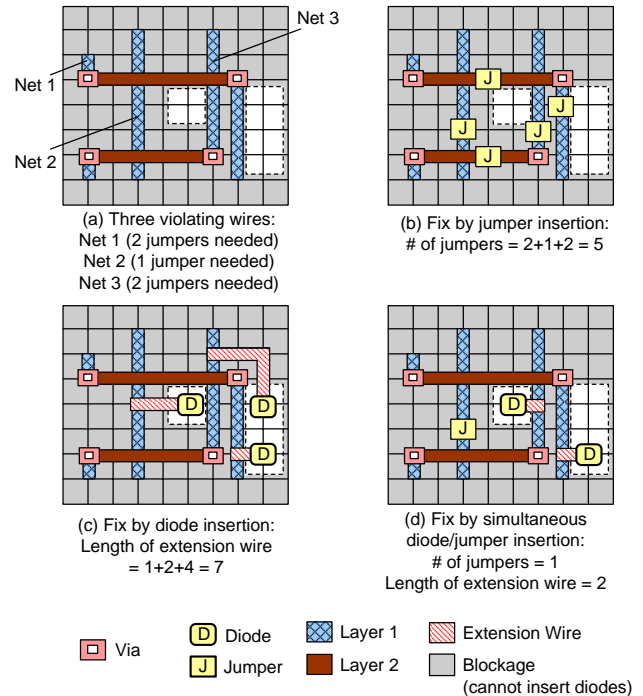 Net 3
Net 1
Net 2
J
J
J
J
J
(a) Three violating wires:
Net 1 (2 jumpers needed)
Net 2 (1 jumper needed)
Net 3 (2 jumpers needed)
(b) Fix by jumper insertion:
# of jumpers = 2+1+2 = 5
D
D
D
D
J
D
(c) Fix by diode insertion:
Length of extension wire
= 1+2+4 = 7
(d) Fix by simultaneous
diode/jumper insertion:
# of jumpers = 1
Length of extension wire = 2
Via
D Diode
J Jumper
Layer 1
Layer 2
Extension Wire
Blockage
(cannot insert diodes)